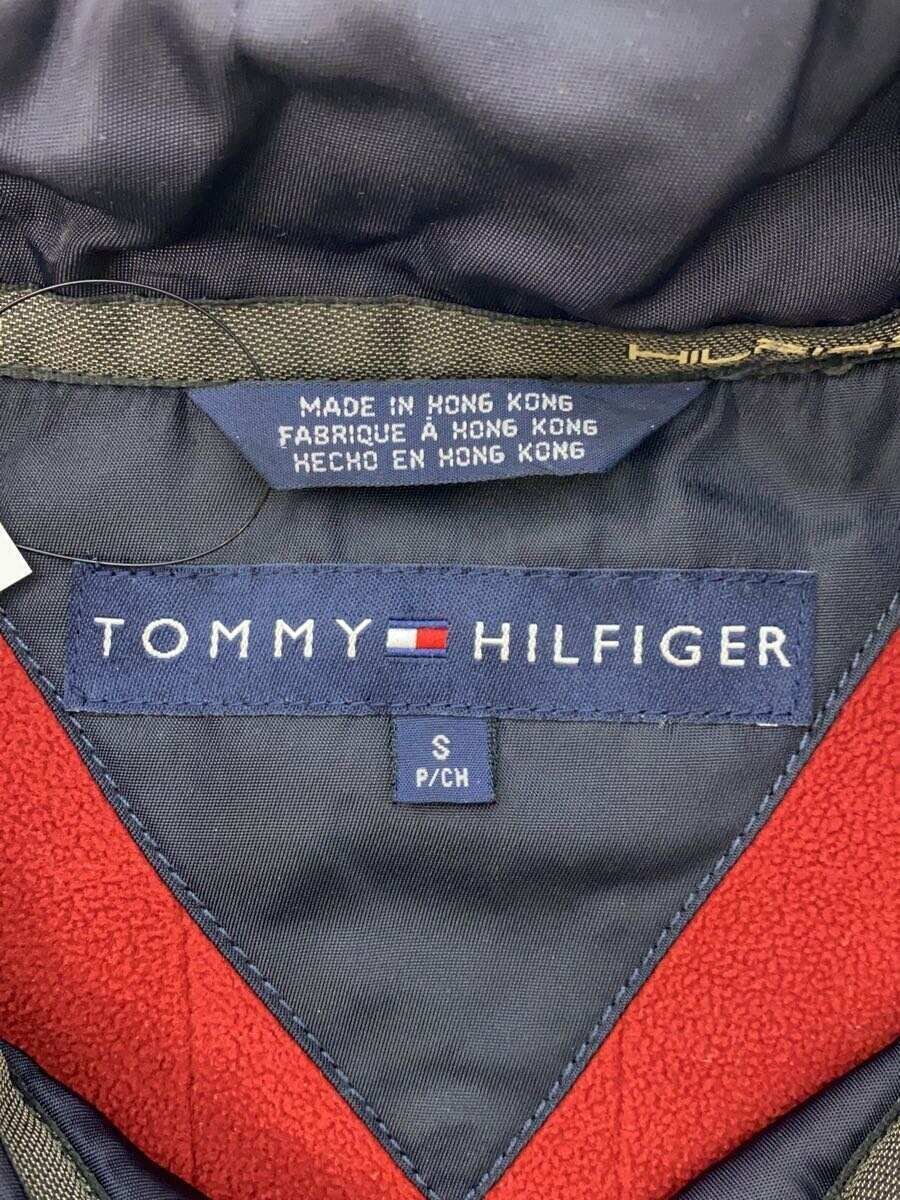 MADE IN HONG KONG
FABRIQUE À HONG KONG
HECHO EN HONG KONG
TOMMY HILFIGER
S
P/CH